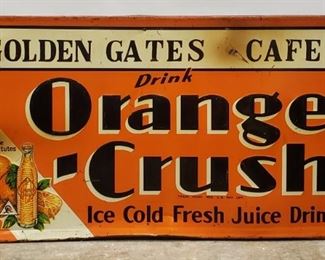 GOLDEN GATES CAFE
Drink
Orange
-Crush
Ice Cold Fresh Juice Drin